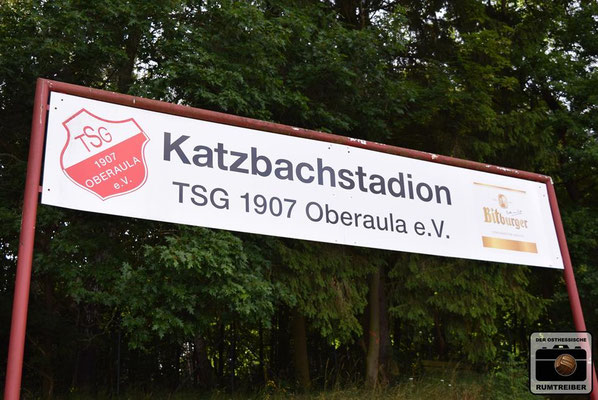 TSG
1907
OBERAULA
e.V.
Katzbachstadion
TSG 1907 Oberaula e.V.
Bitburger
DER OSTHESSISCHE
RUMTREIBER